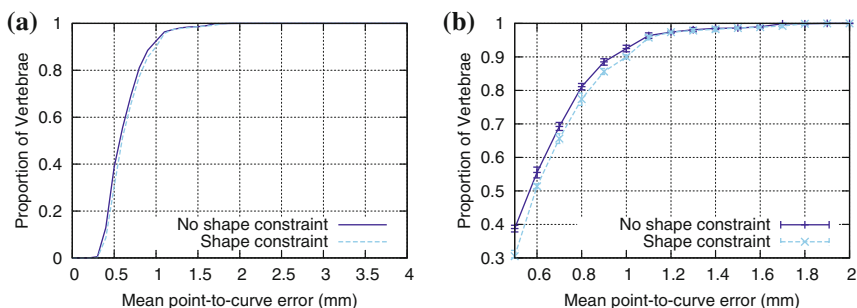 (a)
Proportion of Vertebrae
1
0.8
0.6
0.4
0.2
0
No shape constraint
Shape constraint
0 0.5 1 1.5 2 2.5 3 3.5 4
Mean point-to-curve error (mm)
(b)
Proportion of Vertebrae
1
0.9
0.8
0.7
0.6
0.5
0.4
0.3
No shape constraint
Shape constraint
0.6 0.8 1 1.2 1.4 1.6 1.8 2
Mean point-to-curve error (mm)